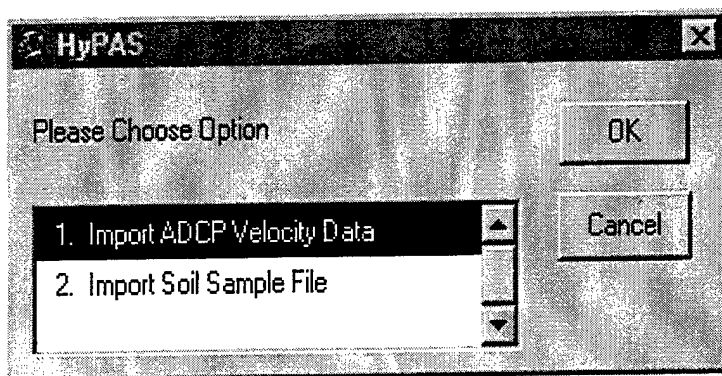 HyPAS
Please Choose Option
OK
Cancel
1. Import ADCP Velocity Data
2. Import Soil Sample File